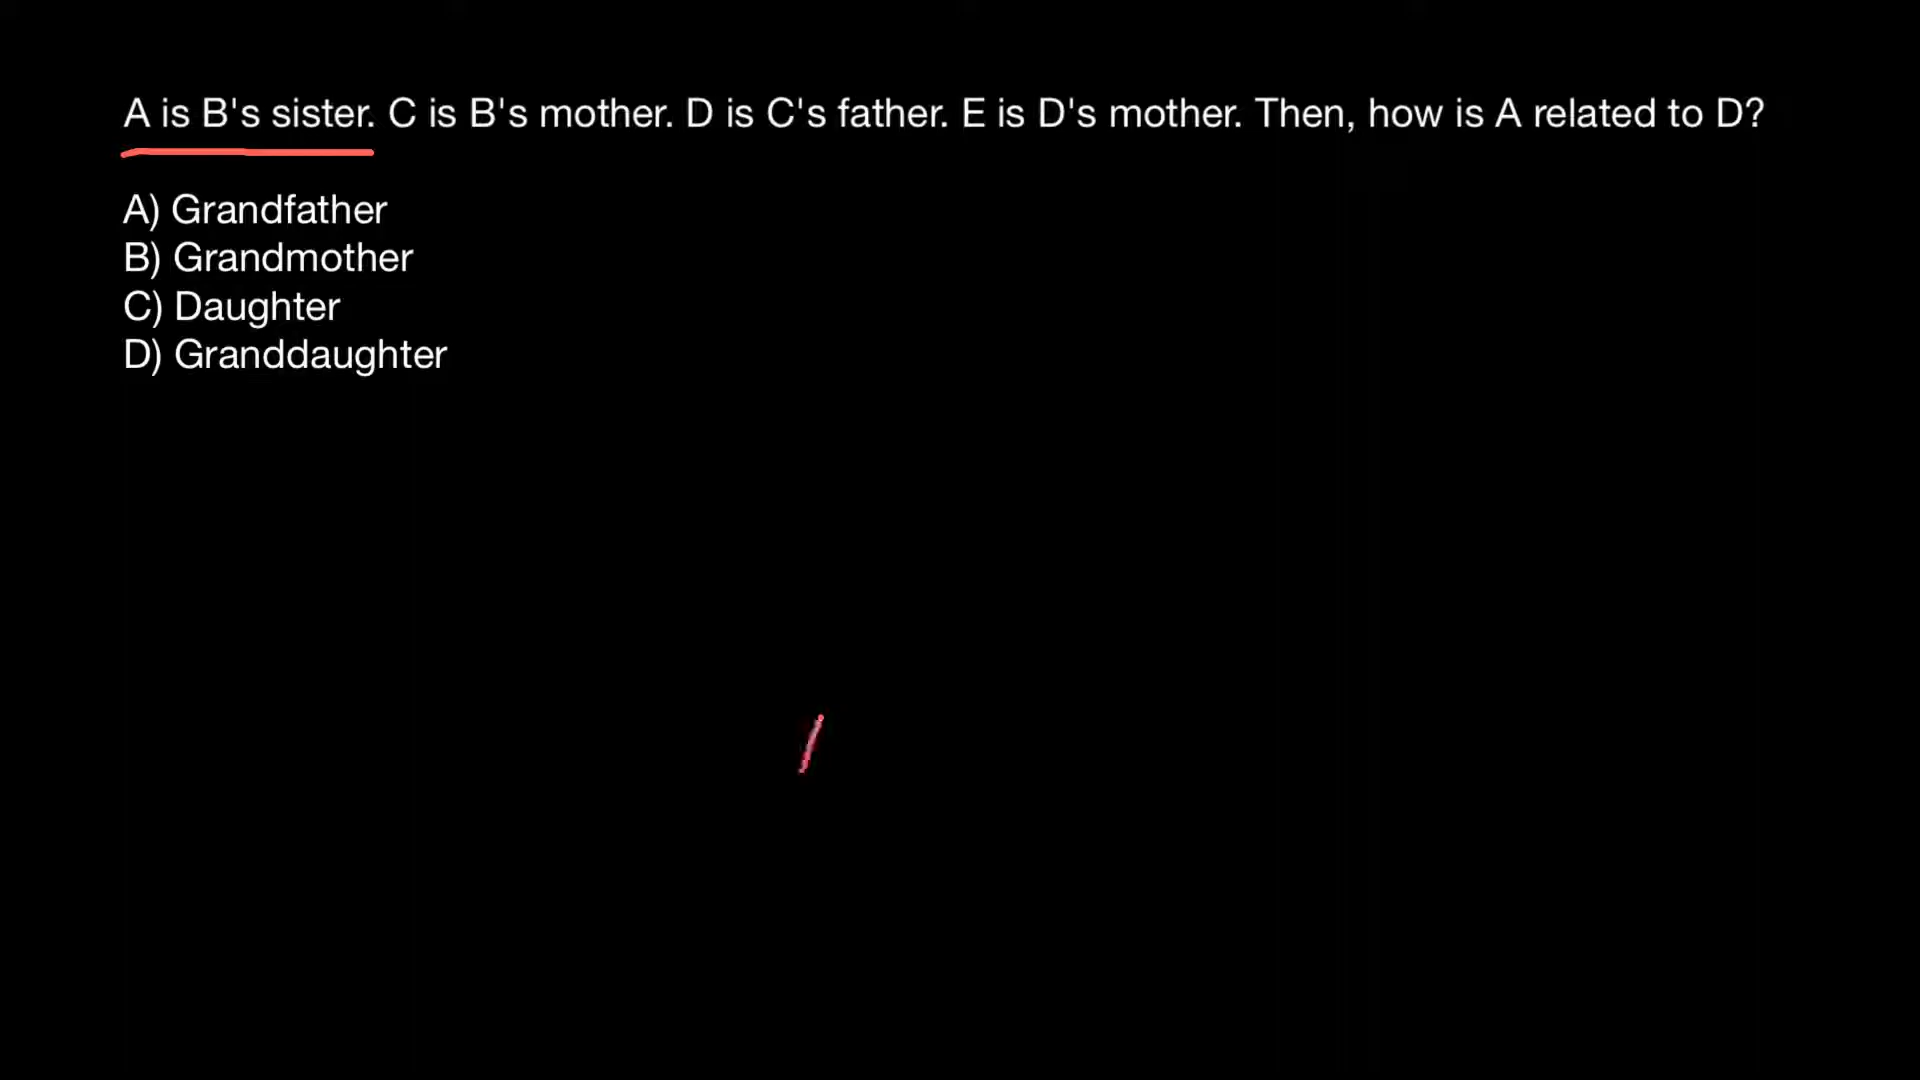 A is B's sister. C is B's mother. D is C's father. E is D's mother. Then, how is A related to D?
A) Grandfather
B) Grandmother
C) Daughter
D) Granddaughter